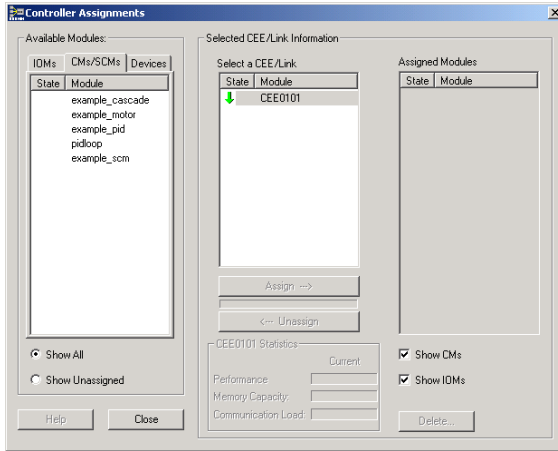 Controller Assignments
Available Modules:
IOMs CMs/SCMs Devices
State Module
example_cascade
example_motor
example_pid
pidloop
example_scm
Show All
Show Unassigned
Help Close
Selected CEE/Link Information
Select a CEE/Link
State Module
CEE0101
Assign --->
<--- Unassign
CEE0101 Statistics
Current
Performance
Memory Capacity:
Communication Load:
Assigned Modules
State Module
Show CMs
Show IOMs
Delete...